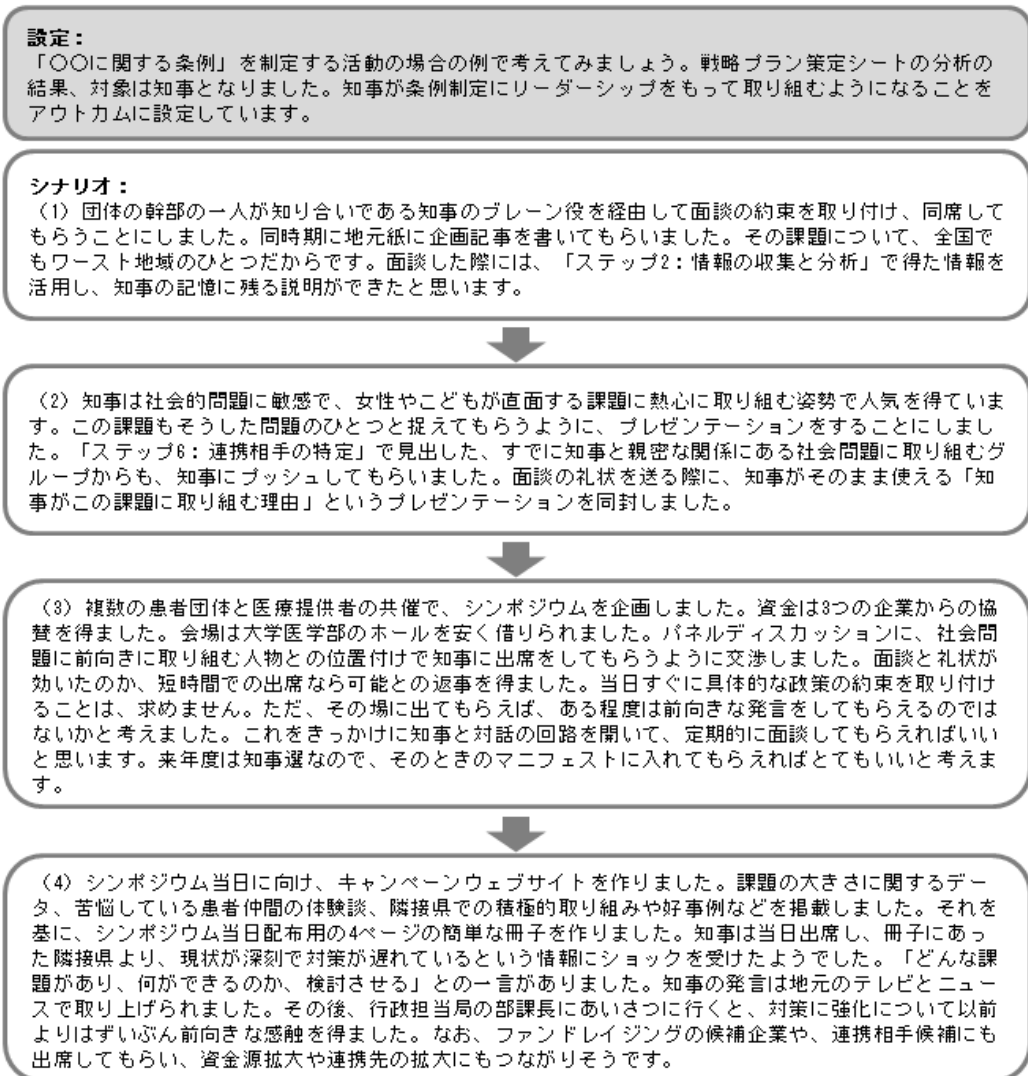 設定：
「〇〇に関する条例」を制定する活動の場合の例で考えてみましょう。戦略プラン策定シートの分析の
結果、対象は知事となりました。知事が条例制定にリーダーシップをもって取り組むようになることを
アウトカムに設定しています。
シナリオ：
（1）団体の幹部の一人が知り合いである知事のブレーン役を経由して面談の約束を取り付け、同席して
もらうことにしました。同時期に地元紙に企画記事を書いてもらいました。その課題について、全国で
もワースト地域のひとつだからです。面談した際には、「ステップ2：情報の収集と分析」で得た情報を
活用し、知事の記憶に残る説明ができたと思います。
（2）知事は社会的問題に敏感で、女性やこどもが直面する課題に熱心に取り組む姿勢で人気を得ていま
す。この課題もそうした問題のひとつと捉えてもらうように、プレゼンテーションをすることにしまし
た。「ステップ6：連携相手の特定」で見出した、すでに知事と親密な関係にある社会問題に取り組むグ
ループからも、知事にプッシュしてもらいました。面談の礼状を送る際に、知事がそのまま使える「知
事がこの課題に取り組む理由」というプレゼンテーションを同封しました。
（3）複数の患者団体と医療提供者の共催で、シンポジウムを企画しました。資金は3つの企業からの協
賛を得ました。会場は大学医学部のホールを安く借りられました。パネルディスカッションに、社会問
題に前向きに取り組む人物との位置付けで知事に出席をしてもらうように交渉しました。面談と礼状が
効いたのか、短時間での出席なら可能との返事を得ました。当日すぐに具体的な政策の約束を取り付け
ることは、求めません。ただ、その場に出てもらえば、ある程度は前向きな発言をしてもらえるのでは
ないかと考えました。これをきっかけに知事と対話の回路を開いて、定期的に面談してもらえればいい
と思います。来年度は知事選なので、そのときのマニフェストに入れてもらえればとてもいいと考えま
す。
（4）シンポジウム当日に向け、キャンペーンウェブサイトを作りました。課題の大きさに関するデー
タ、苦悩している患者仲間の体験談、隣接県での積極的取り組みや好事例などを掲載しました。それを
基に、シンポジウム当日配布用の4ページの簡単な冊子を作りました。知事は当日出席し、冊子にあっ
た隣接県より、現状が深刻で対策が遅れているという情報にショックを受けたようでした。「どんな課
題があり、何ができるのか、検討させる」との一言がありました。知事の発言は地元のテレビとニュー
スで取り上げられました。その後、行政担当局の部課長にあいさつに行くと、対策に強化について以前
よりはずいぶん前向きな感触を得ました。なお、ファンドレイジングの候補企業や、連携相手候補にも
出席してもらい、資金源拡大や連携先の拡大にもつながりそうです。